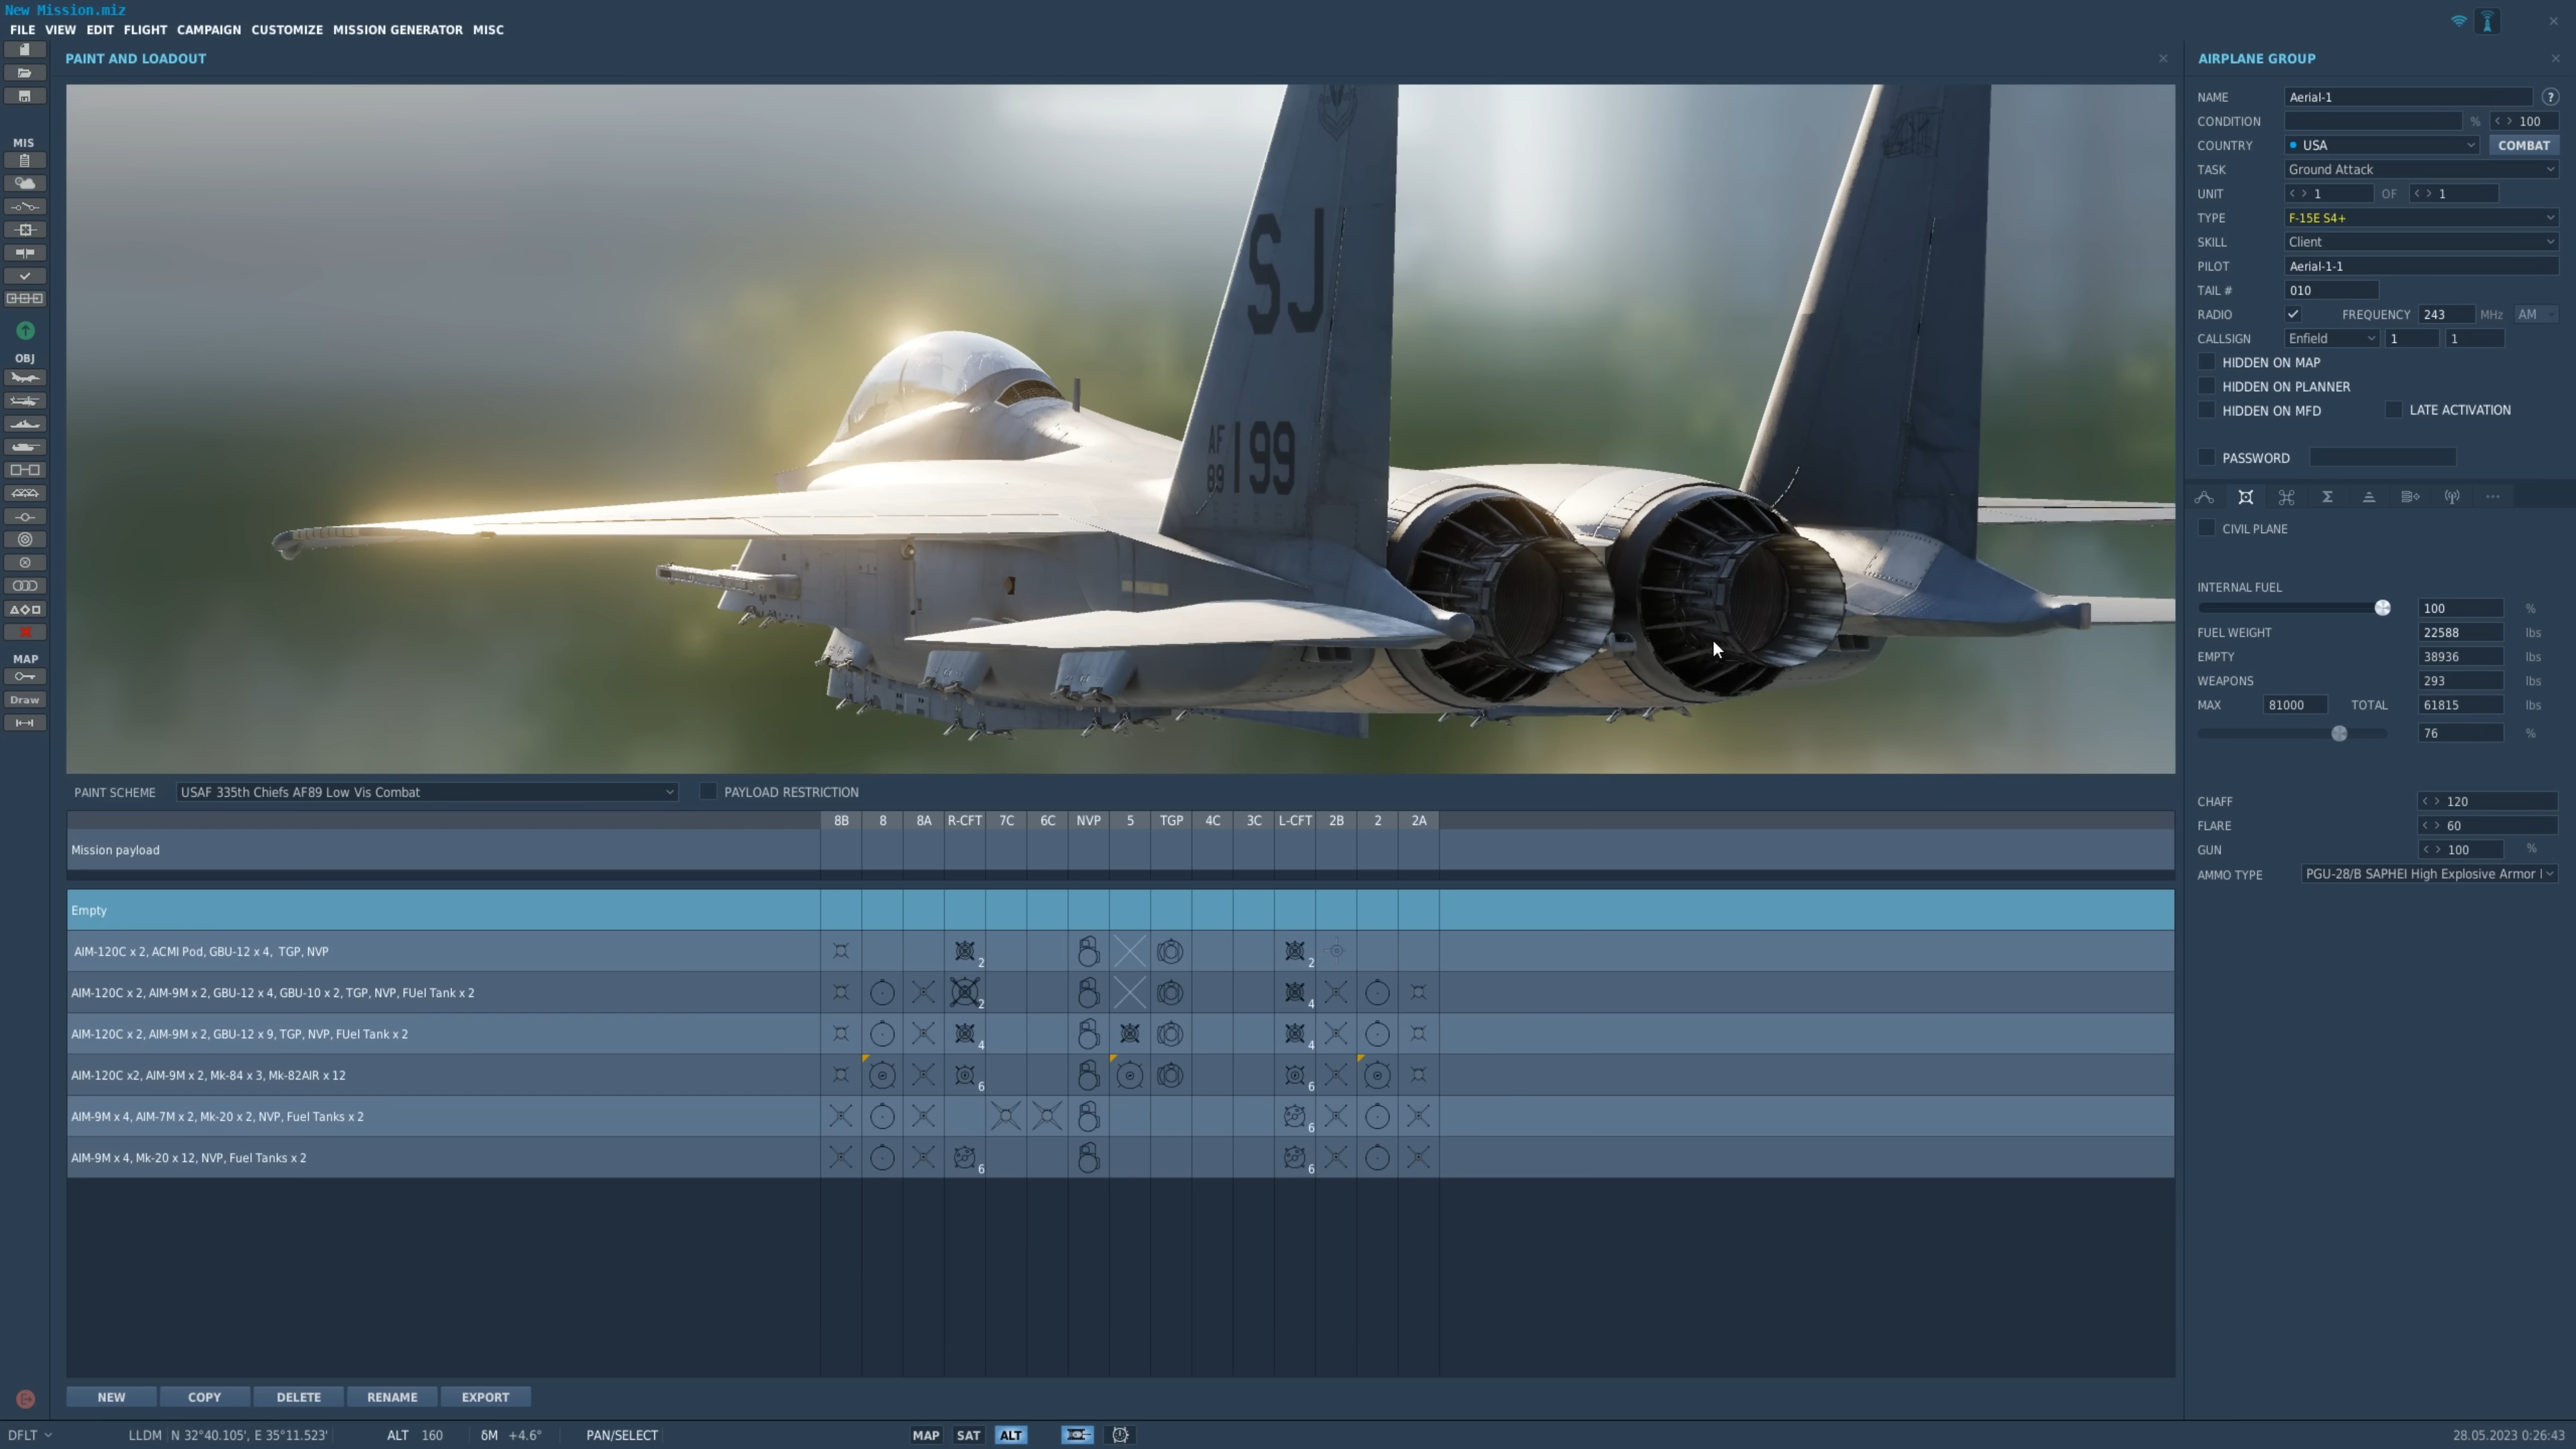 New Mission.miz
FILE VIEW EDIT FLIGHT CAMPAIGN CUSTOMIZE MISSION GENERATOR MISC
PAINT AND LOADOUT
MIS
OBJ
MAP
Draw
SJ
AF
89 199
PAINT SCHEME USAF 335th Chiefs AF89 Low Vis Combat PAYLOAD RESTRICTION
8B 8 8A R-CFT 7C 6C NVP 5 TGP 4C 3C L-CFT 2B 2 2A
Mission payload
Empty
AIM-120C x 2, ACMI Pod, GBU-12 x 4, TGP, NVP 2 2
AIM-120C x 2, AIM-9M x 2, GBU-12 x 4, GBU-10 x 2, TGP, NVP, FUel Tank x 2 2 4
AIM-120C x 2, AIM-9M x 2, GBU-12 x 9, TGP, NVP, FUel Tank x 2 4 4
AIM-120C x2, AIM-9M x 2, Mk-84 x 3, Mk-82AIR x 12 6 6
AIM-9M x 4, AIM-7M x 2, Mk-20 x 2, NVP, Fuel Tanks x 2 6
AIM-9M x 4, Mk-20 x 12, NVP, Fuel Tanks x 2 6 6
NEW COPY DELETE RENAME EXPORT
AIRPLANE GROUP
NAME Aerial-1 ?
CONDITION % < > 100
COUNTRY USA COMBAT
TASK Ground Attack
UNIT < > 1 OF < > 1
TYPE F-15E S4+
SKILL Client
PILOT Aerial-1-1
TAIL # 010
RADIO FREQUENCY 243 MHz AM
CALLSIGN Enfield 1 1
HIDDEN ON MAP
HIDDEN ON PLANNER
HIDDEN ON MFD LATE ACTIVATION
PASSWORD
CIVIL PLANE
INTERNAL FUEL
100 %
FUEL WEIGHT 22588 lbs
EMPTY 38936 lbs
WEAPONS 293 lbs
MAX 81000 TOTAL 61815 lbs
76 %
CHAFF < > 120
FLARE < > 60
GUN < > 100 %
AMMO TYPE PGU-28/B SAPHEI High Explosive Armor I
DFLT LLDM N 32°40.105', E 35°11.523' ALT 160 δM +4.6° PAN/SELECT MAP SAT ALT 28.05.2023 0:26:43